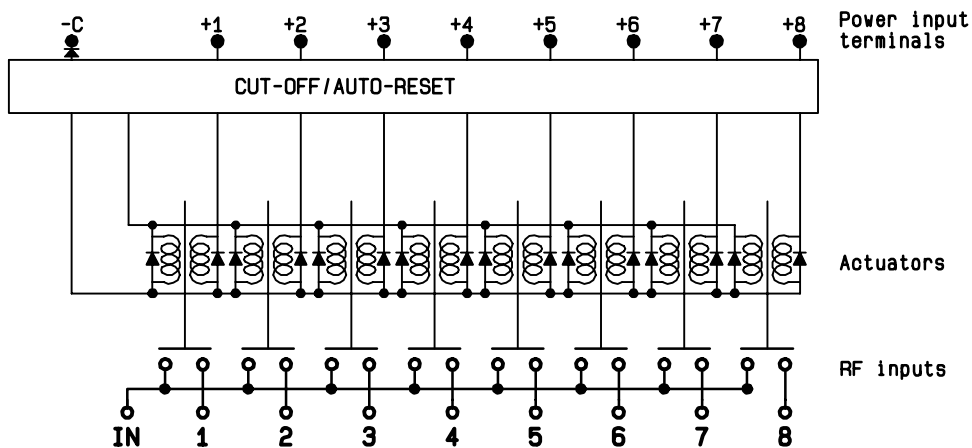 -C +1 +2 +3 +4 +5 +6 +7 +8
Power input
terminals
CUT-OFF/AUTO-RESET
Actuators
RF inputs
IN 1 2 3 4 5 6 7 8